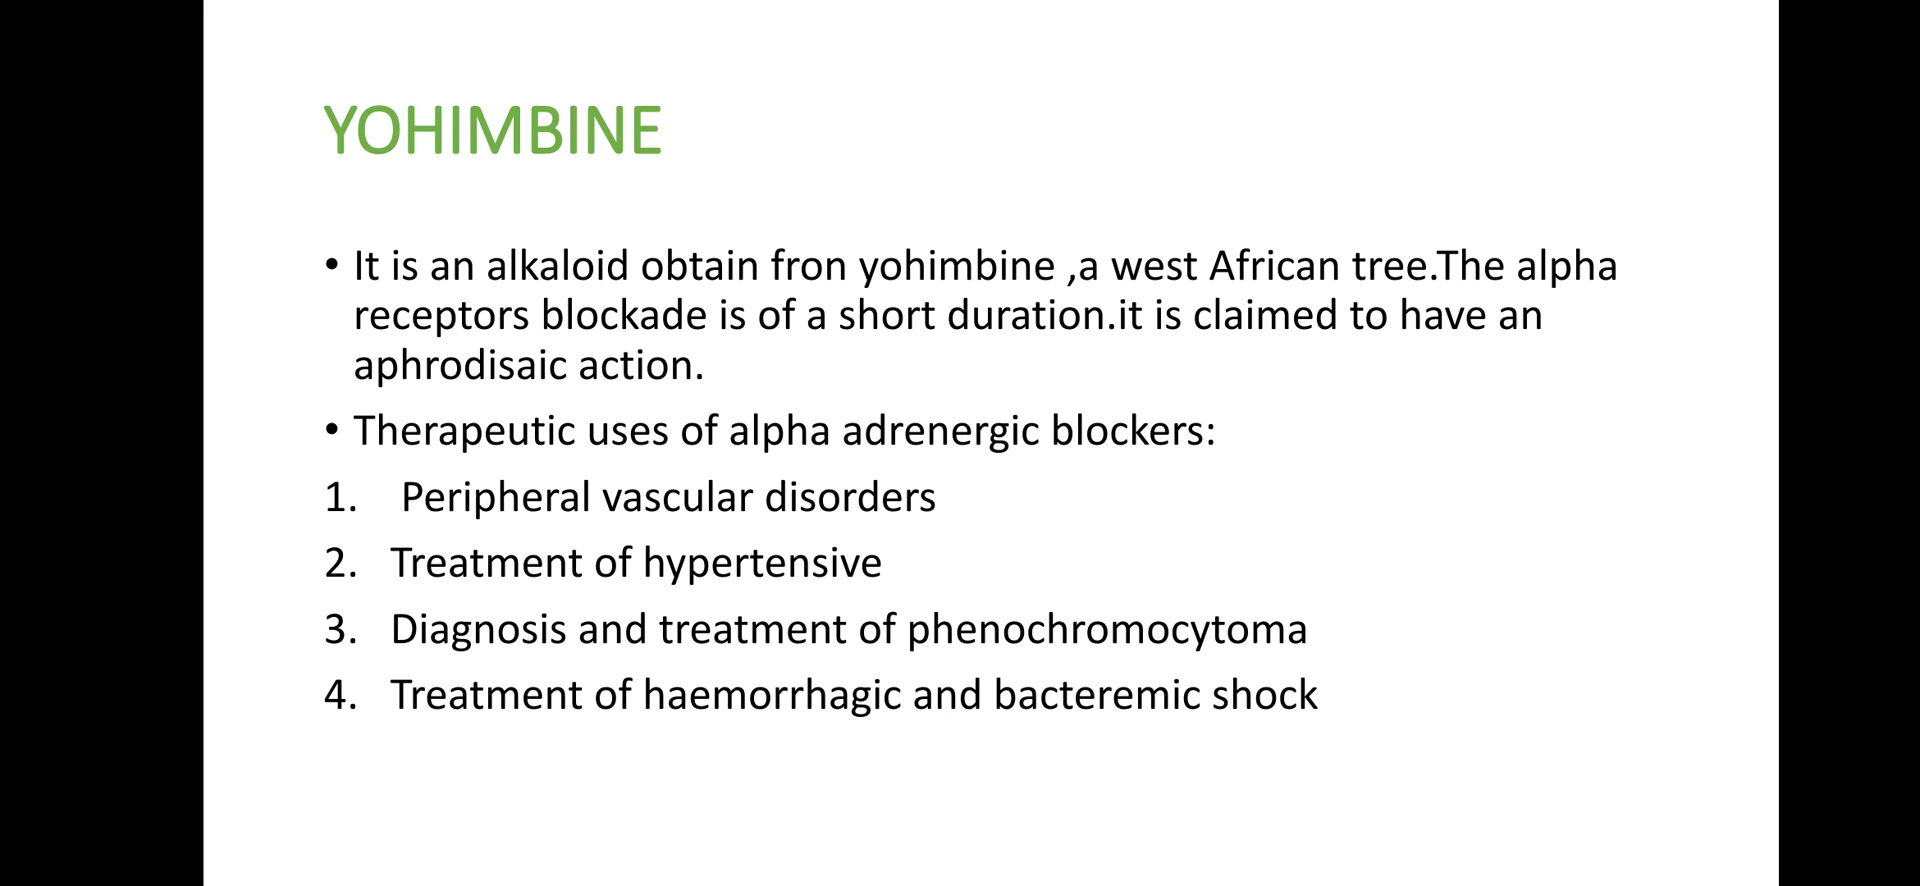 YOHIMBINE
• It is an alkaloid obtain fron yohimbine ,a west African tree.The alpha
receptors blockade is of a short duration.it is claimed to have an
aphrodisaic action.
• Therapeutic uses of alpha adrenergic blockers:
1. Peripheral vascular disorders
2. Treatment of hypertensive
3. Diagnosis and treatment of phenochromocytoma
4. Treatment of haemorrhagic and bacteremic shock